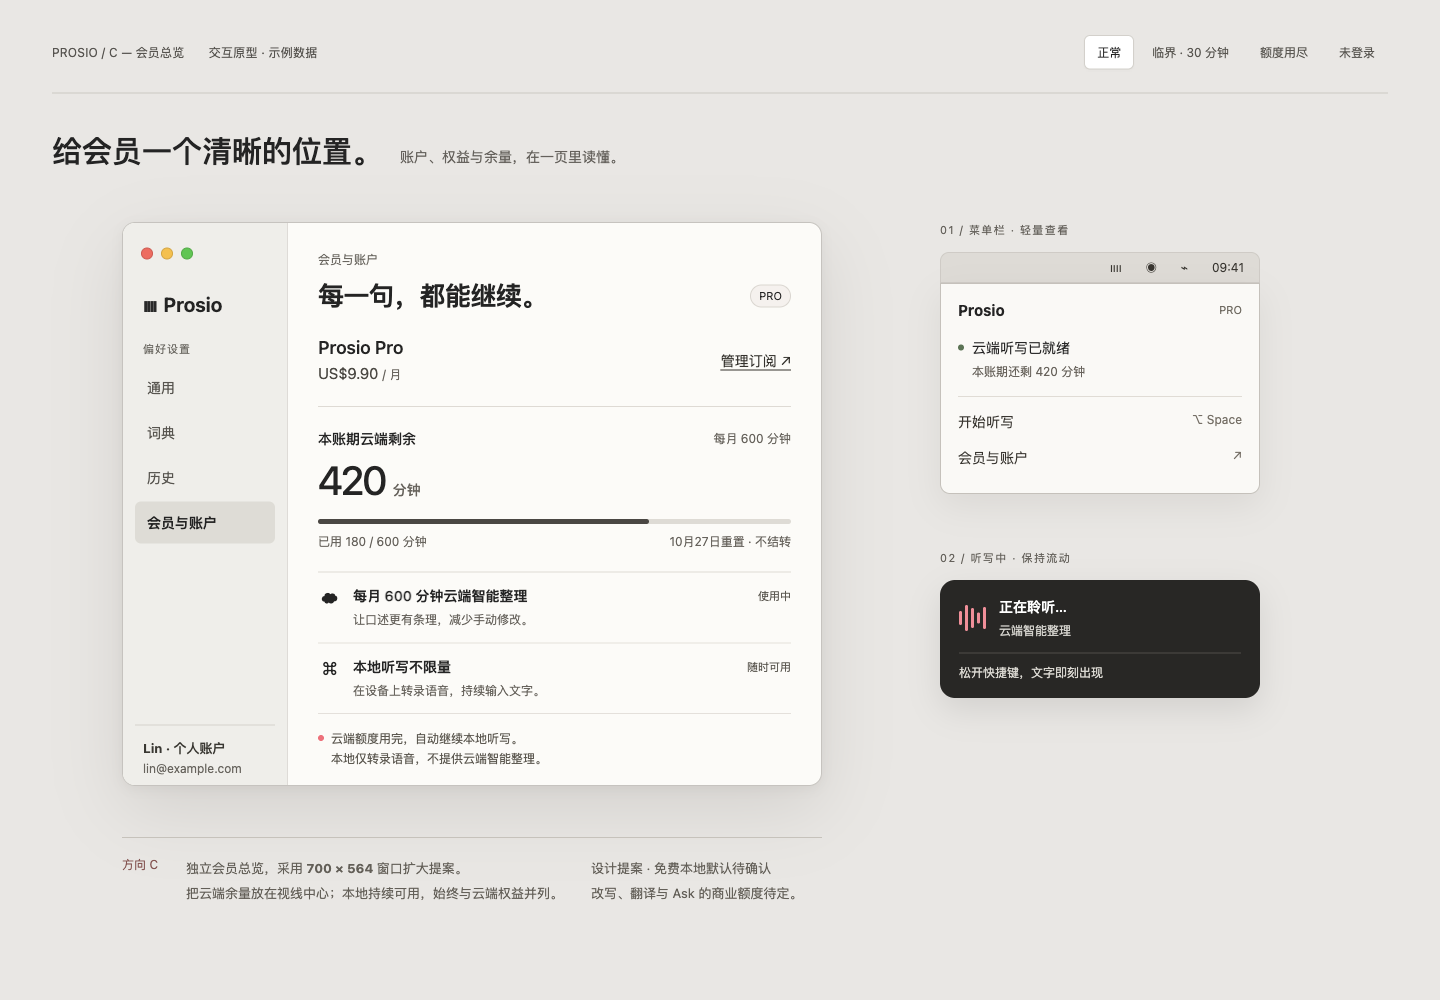 PROSIO / C — 会员总览 交互原型 · 示例数据
正常 临界 · 30 分钟 额度用尽 未登录
给会员一个清晰的位置。 账户、权益与余量，在一页里读懂。
Prosio
偏好设置
通用
词典
历史
会员与账户
Lin · 个人账户
lin@example.com
会员与账户
每一句，都能继续。 PRO
Prosio Pro
US$9.90 / 月
管理订阅 ↗
本账期云端剩余 每月 600 分钟
420 分钟
已用 180 / 600 分钟 10月27日重置 · 不结转
每月 600 分钟云端智能整理 使用中
让口述更有条理，减少手动修改。
⌘ 本地听写不限量 随时可用
在设备上转录语音，持续输入文字。
云端额度用完，自动继续本地听写。
本地仅转录语音，不提供云端智能整理。
01 / 菜单栏 · 轻量查看
09:41
Prosio PRO
云端听写已就绪
本账期还剩 420 分钟
开始听写 ⌥ Space
会员与账户 ↗
02 / 听写中 · 保持流动
正在聆听…
云端智能整理
松开快捷键，文字即刻出现
方向 C
独立会员总览，采用 700 × 564 窗口扩大提案。
把云端余量放在视线中心；本地持续可用，始终与云端权益并列。
设计提案 · 免费本地默认待确认
改写、翻译与 Ask 的商业额度待定。